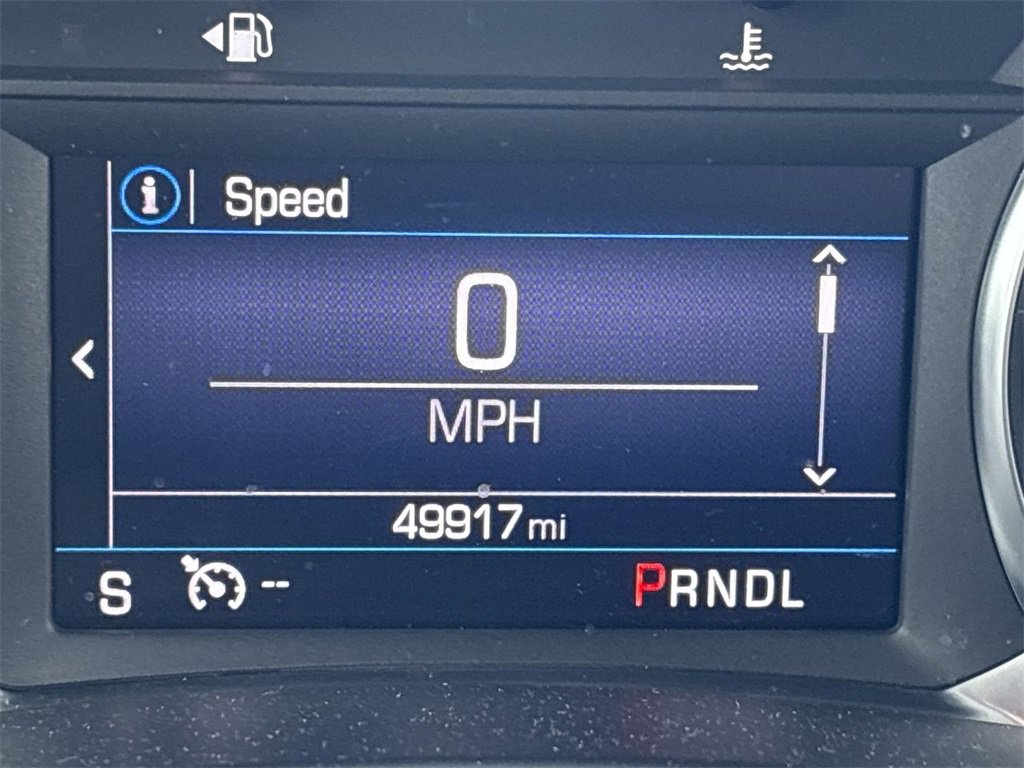 Speed
0
MPH
49917 mi
S -- PRNDL